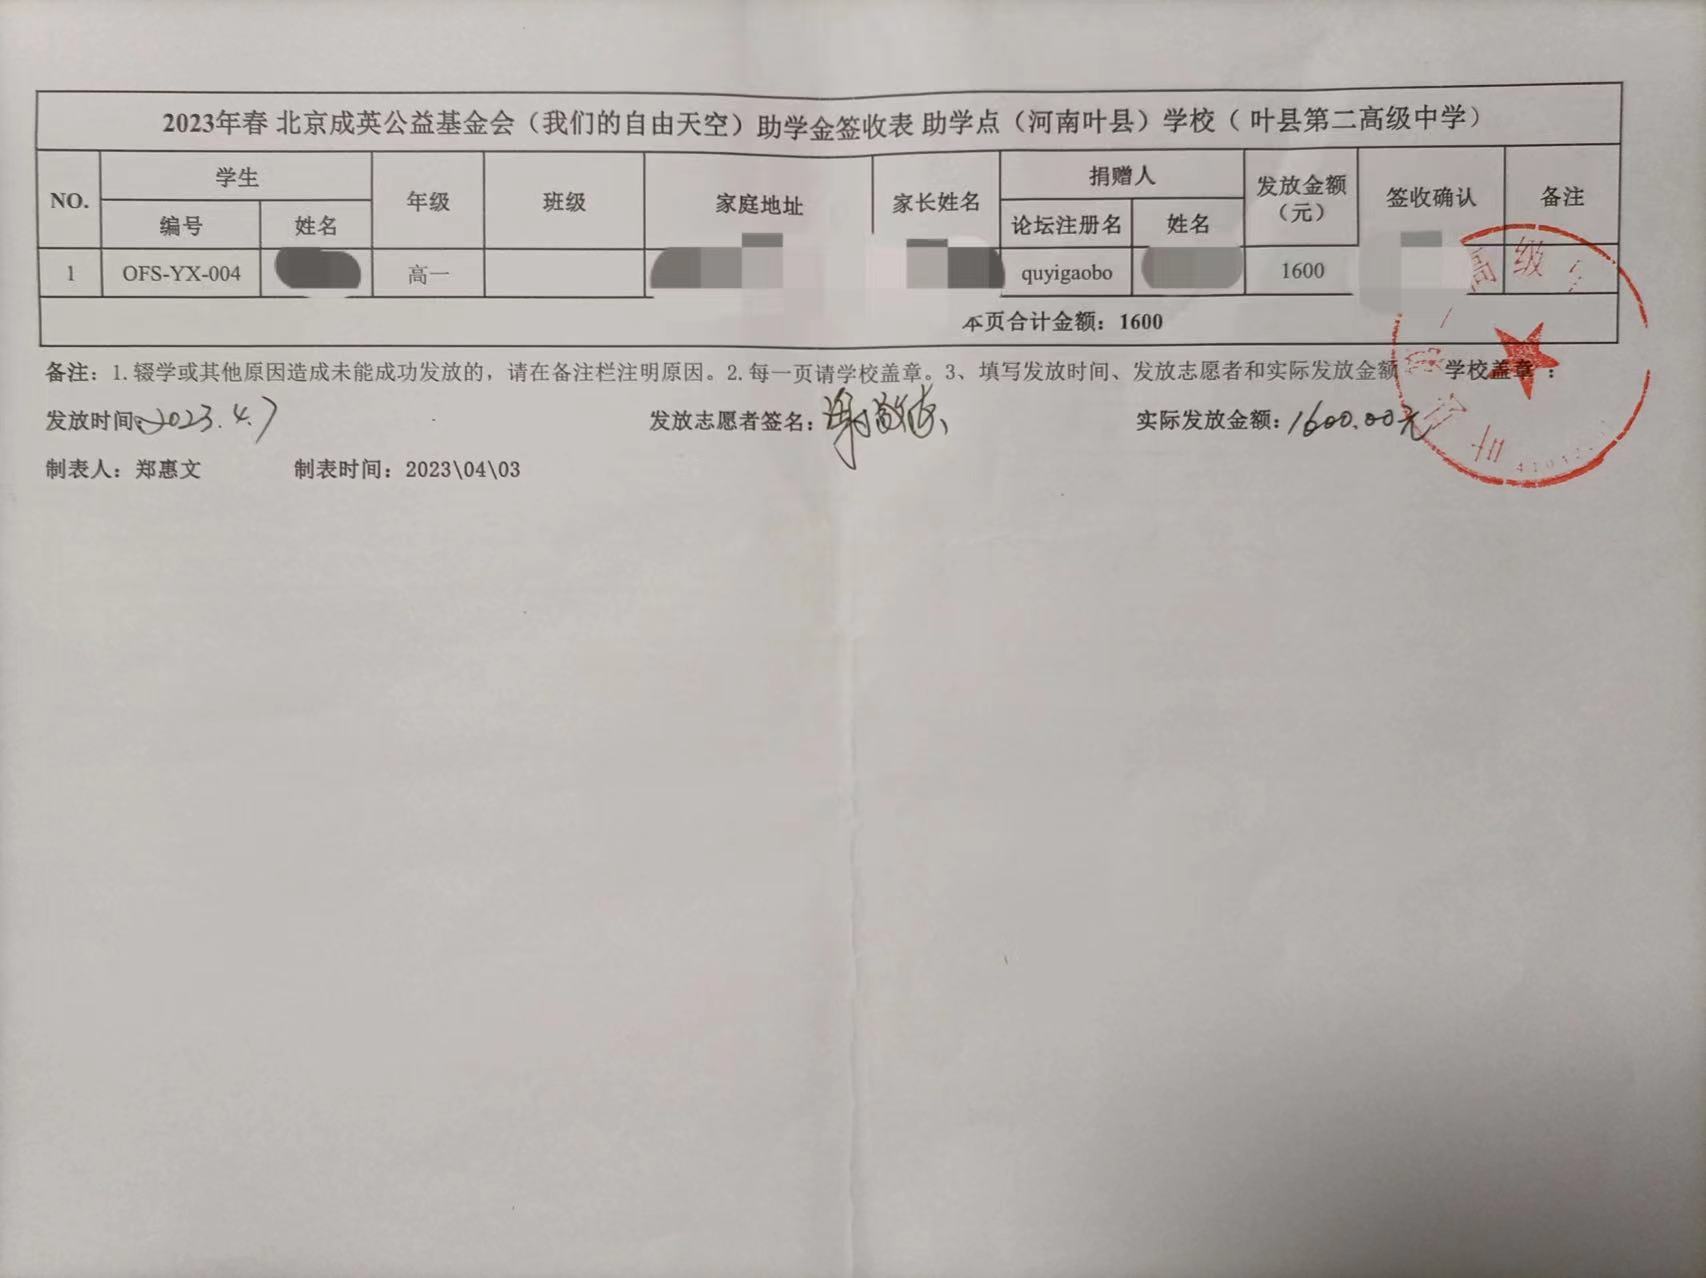 2023年春 北京成英公益基金会（我们的自由天空）助学金签收表 助学点（河南叶县）学校（ 叶县第二高级中学）
NO. 学生 年级 班级 家庭地址 家长姓名 捐赠人 发放金额（元） 签收确认 备注
编号 姓名 论坛注册名 姓名
1 OFS-YX-004 高一 quyigaobo 1600
本页合计金额：1600
备注：1.辍学或其他原因造成未能成功发放的，请在备注栏注明原因。2.每一页请学校盖章。3、填写发放时间、发放志愿者和实际发放金额 学校盖章：
发放时间：2023.4.7 发放志愿者签名： 实际发放金额：1600.00元
制表人：郑惠文 制表时间：2023\04\03
高级